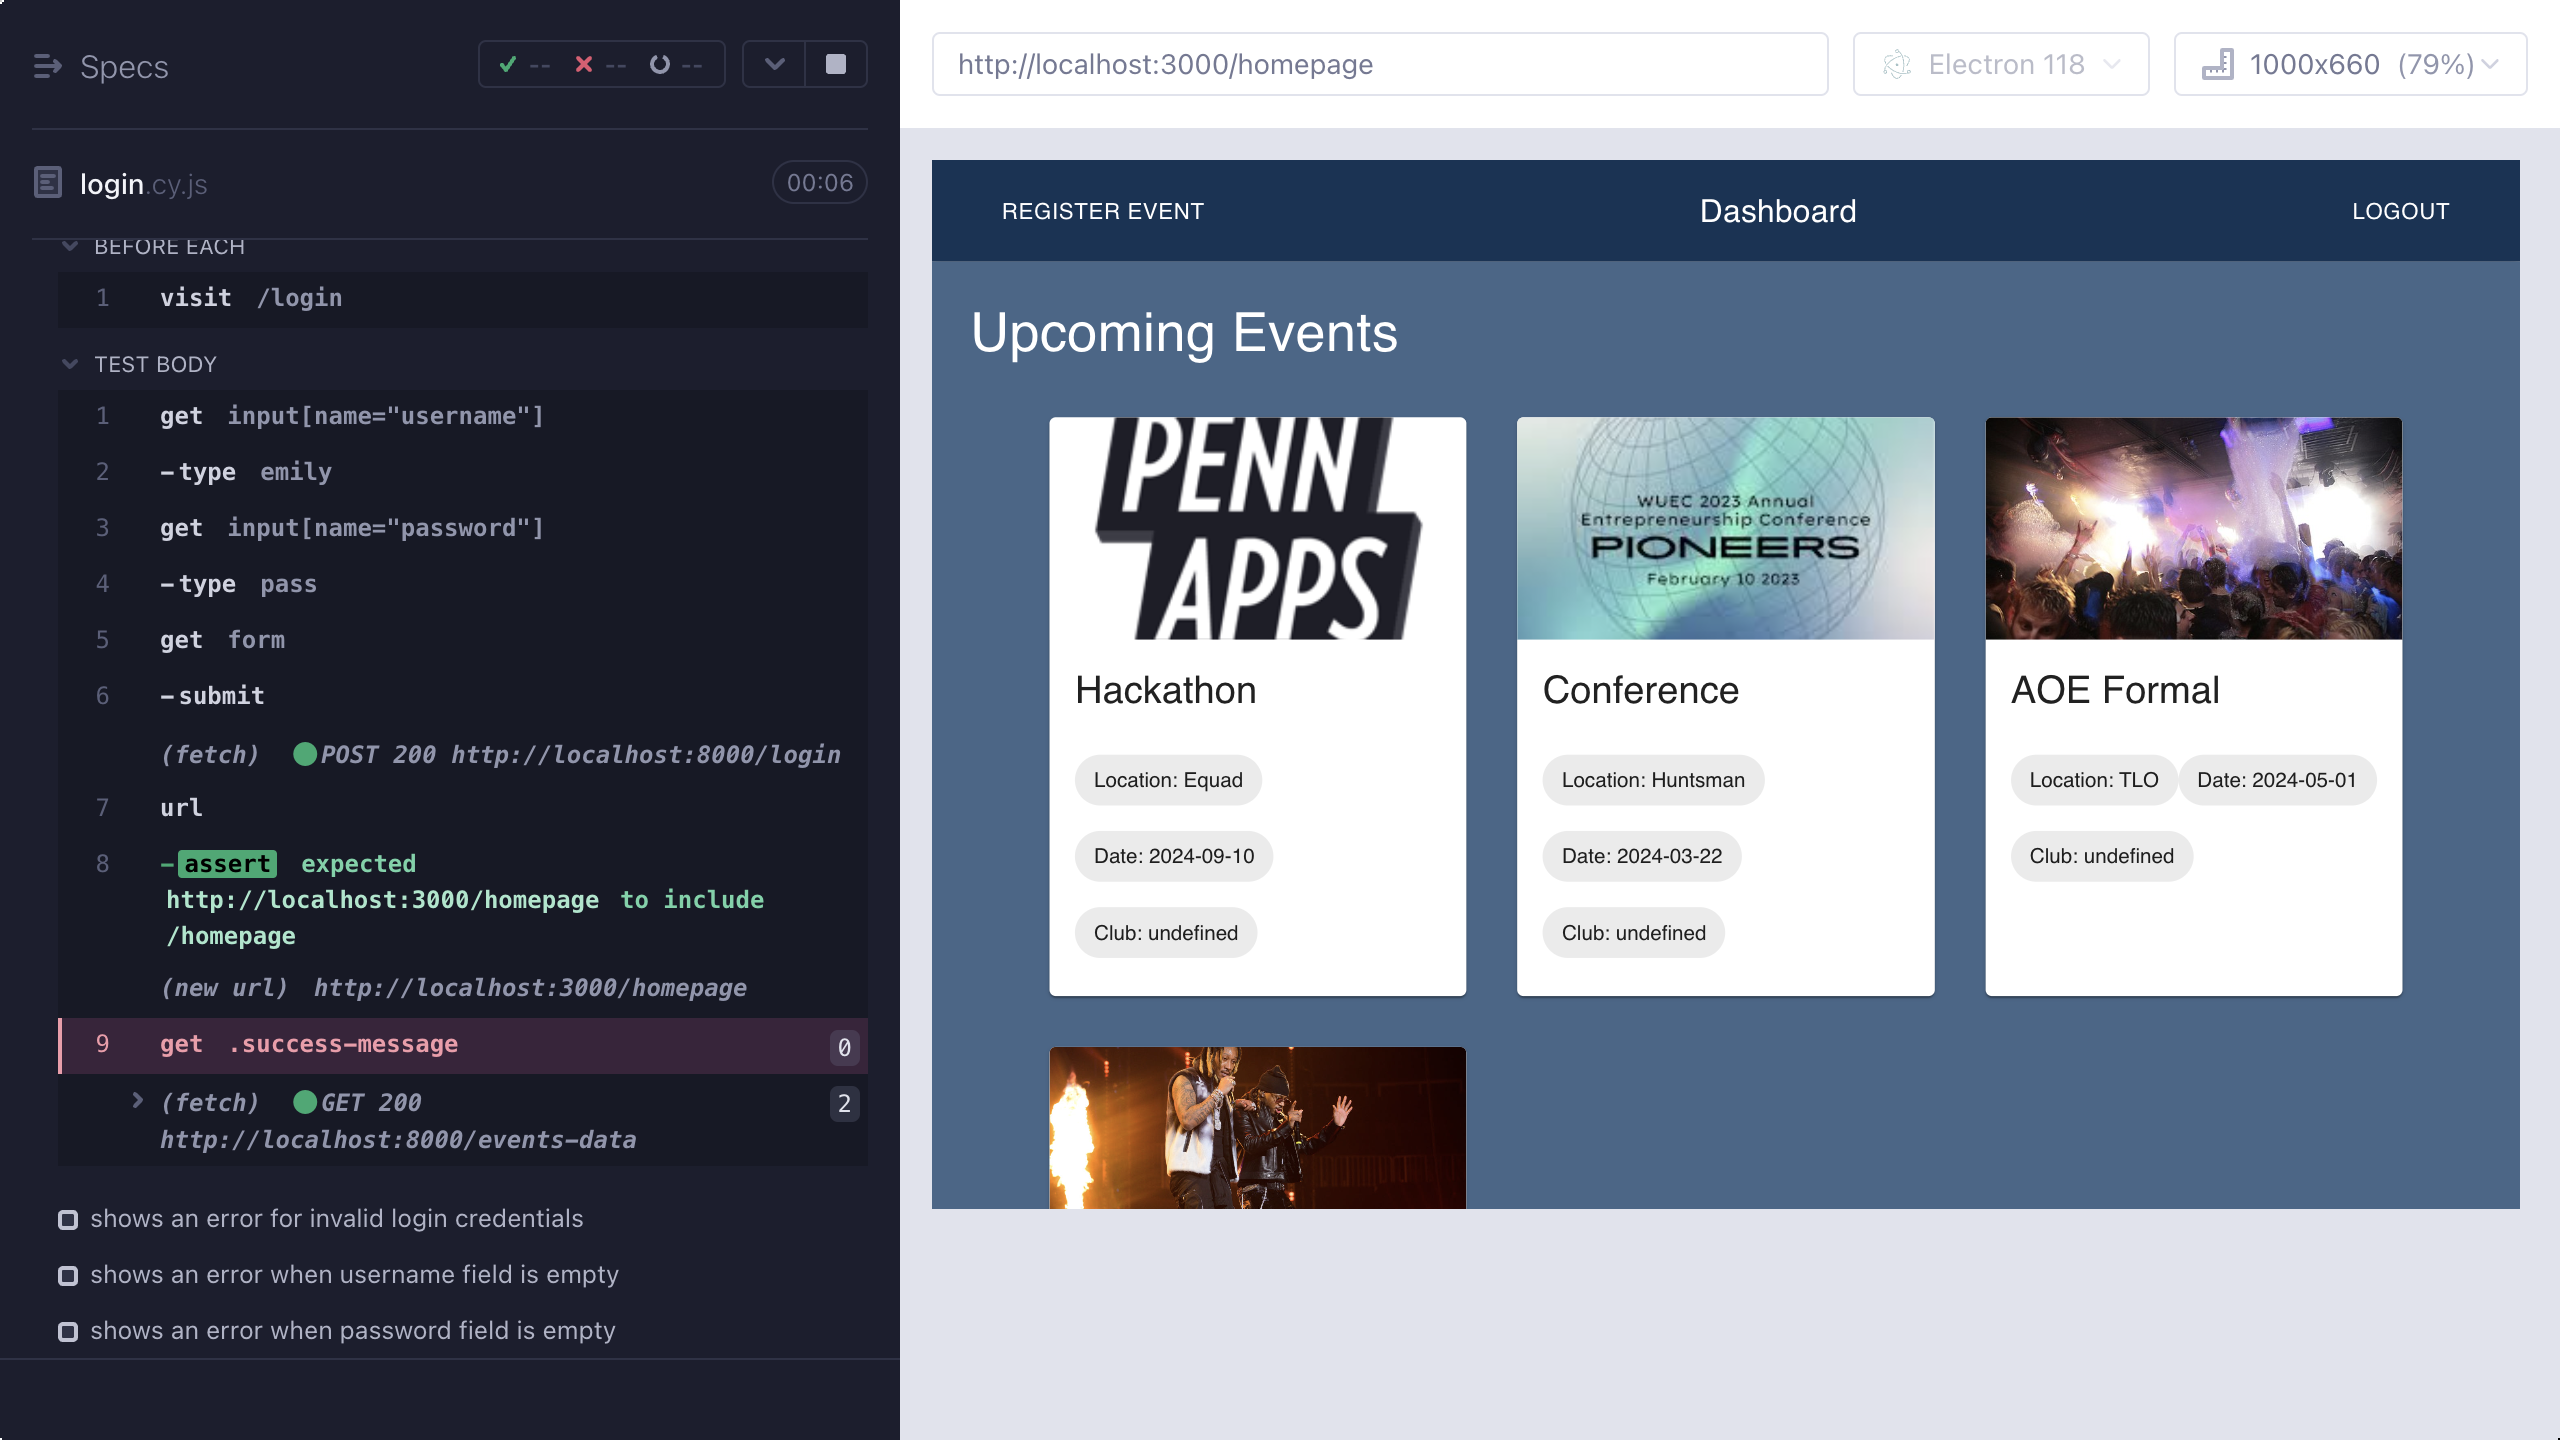 Specs
-- -- --
login.cy.js
00:06
BEFORE EACH
1 visit /login
TEST BODY
1 get input[name="username"]
2 -type emily
3 get input[name="password"]
4 -type pass
5 get form
6 -submit
(fetch) POST 200 http://localhost:8000/login
7 url
8 -assert expected
http://localhost:3000/homepage to include
/homepage
(new url) http://localhost:3000/homepage
9 get .success-message 0
(fetch) GET 200 2
http://localhost:8000/events-data
shows an error for invalid login credentials
shows an error when username field is empty
shows an error when password field is empty
http://localhost:3000/homepage
Electron 118
1000x660 (79%)
REGISTER EVENT
Dashboard
LOGOUT
Upcoming Events
PENN
APPS
Hackathon
Location: Equad
Date: 2024-09-10
Club: undefined
WUEC 2023 Annual
Entrepreneurship Conference
PIONEERS
February 10 2023
Conference
Location: Huntsman
Date: 2024-03-22
Club: undefined
AOE Formal
Location: TLO
Date: 2024-05-01
Club: undefined